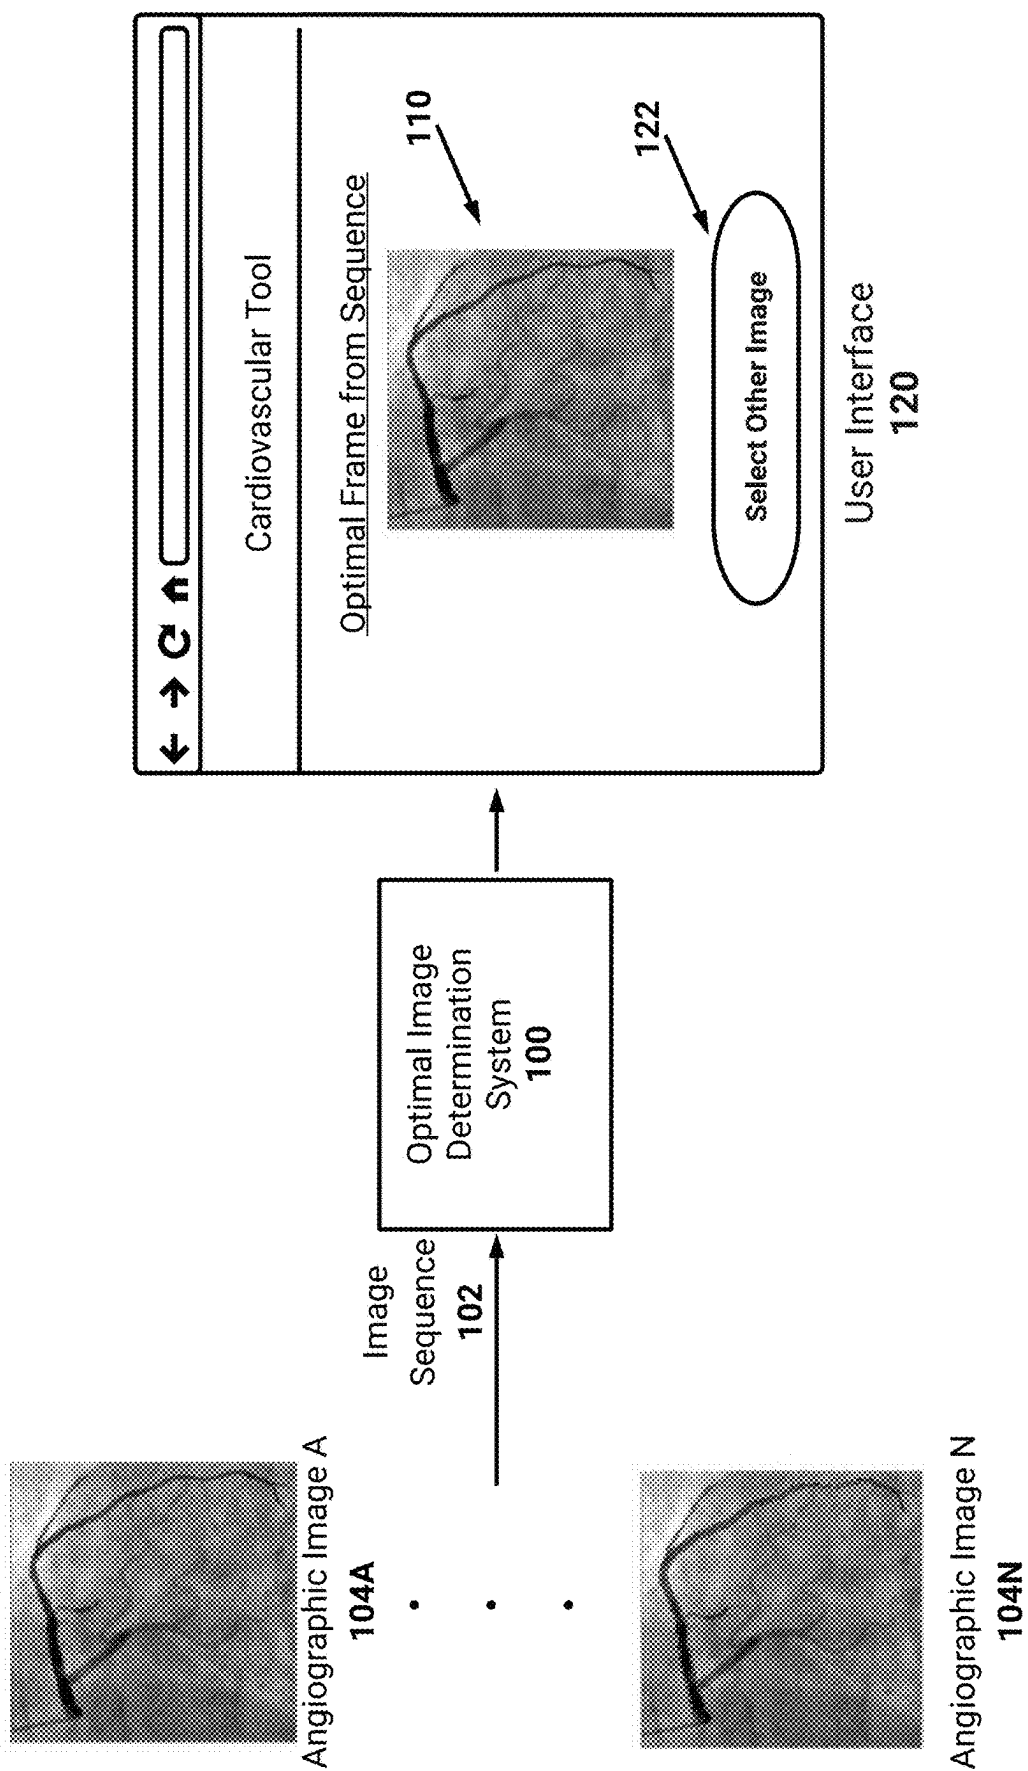 Angiographic Image A
104A
Angiographic Image N
104N
Image
Sequence
102
Optimal Image
Determination
System
100
Cardiovascular Tool
Optimal Frame from Sequence
110
122
Select Other Image
User Interface
120